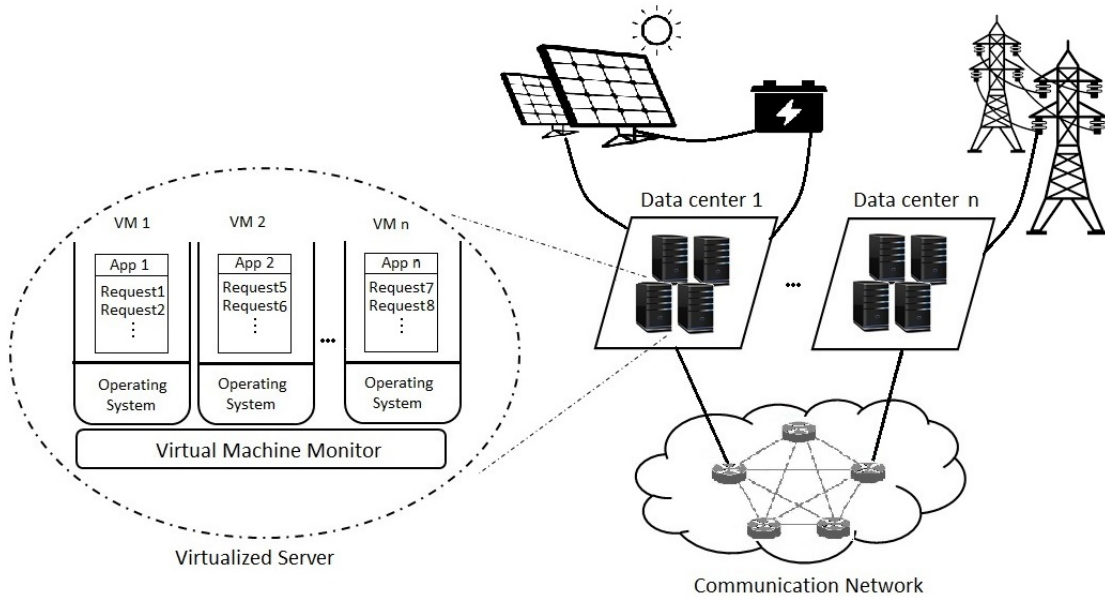 Data center 1
Data center n
...
VM 1
VM 2
VM n
App 1
Request1
Request2
⋮
App 2
Request5
Request6
⋮
...
App n
Request7
Request8
⋮
Operating
System
Operating
System
Operating
System
Virtual Machine Monitor
Virtualized Server
Communication Network